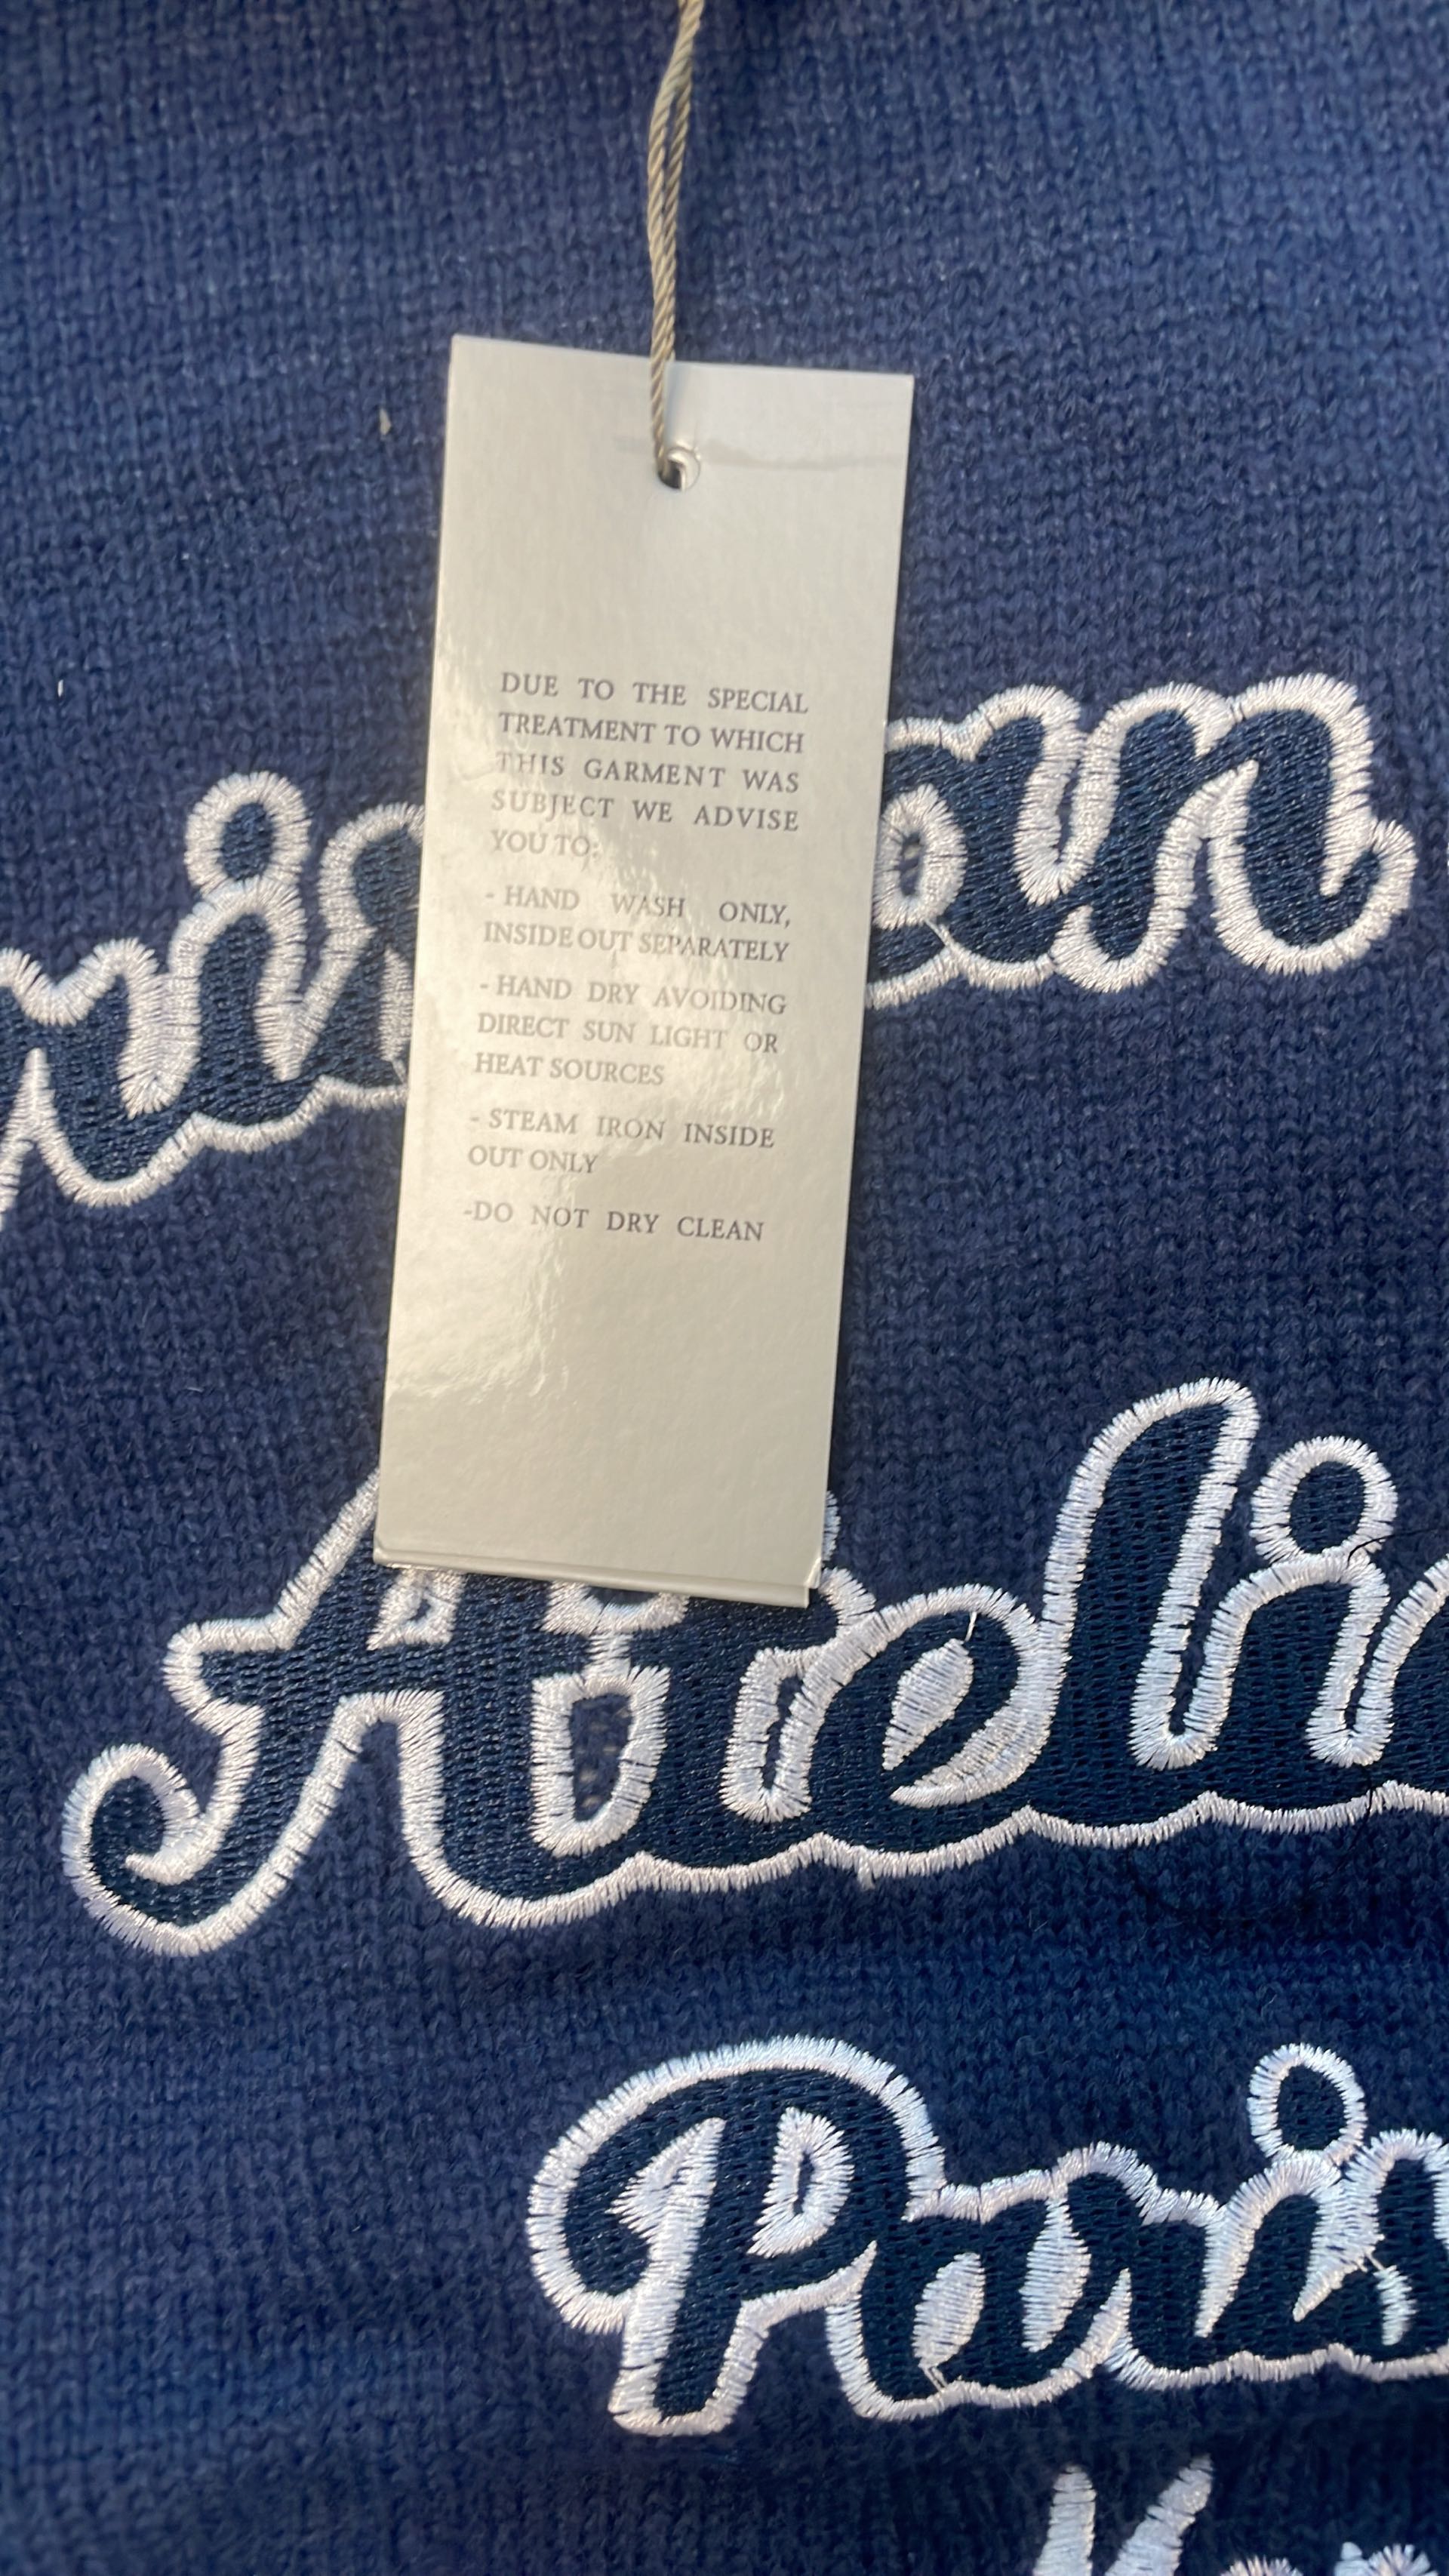 DUE TO THE SPECIAL
TREATMENT TO WHICH
THIS GARMENT WAS
SUBJECT WE ADVISE
YOU TO:
- HAND WASH ONLY,
INSIDE OUT SEPARATELY
- HAND DRY AVOIDING
DIRECT SUN LIGHT OR
HEAT SOURCES
- STEAM IRON INSIDE
OUT ONLY
-DO NOT DRY CLEAN
Paris